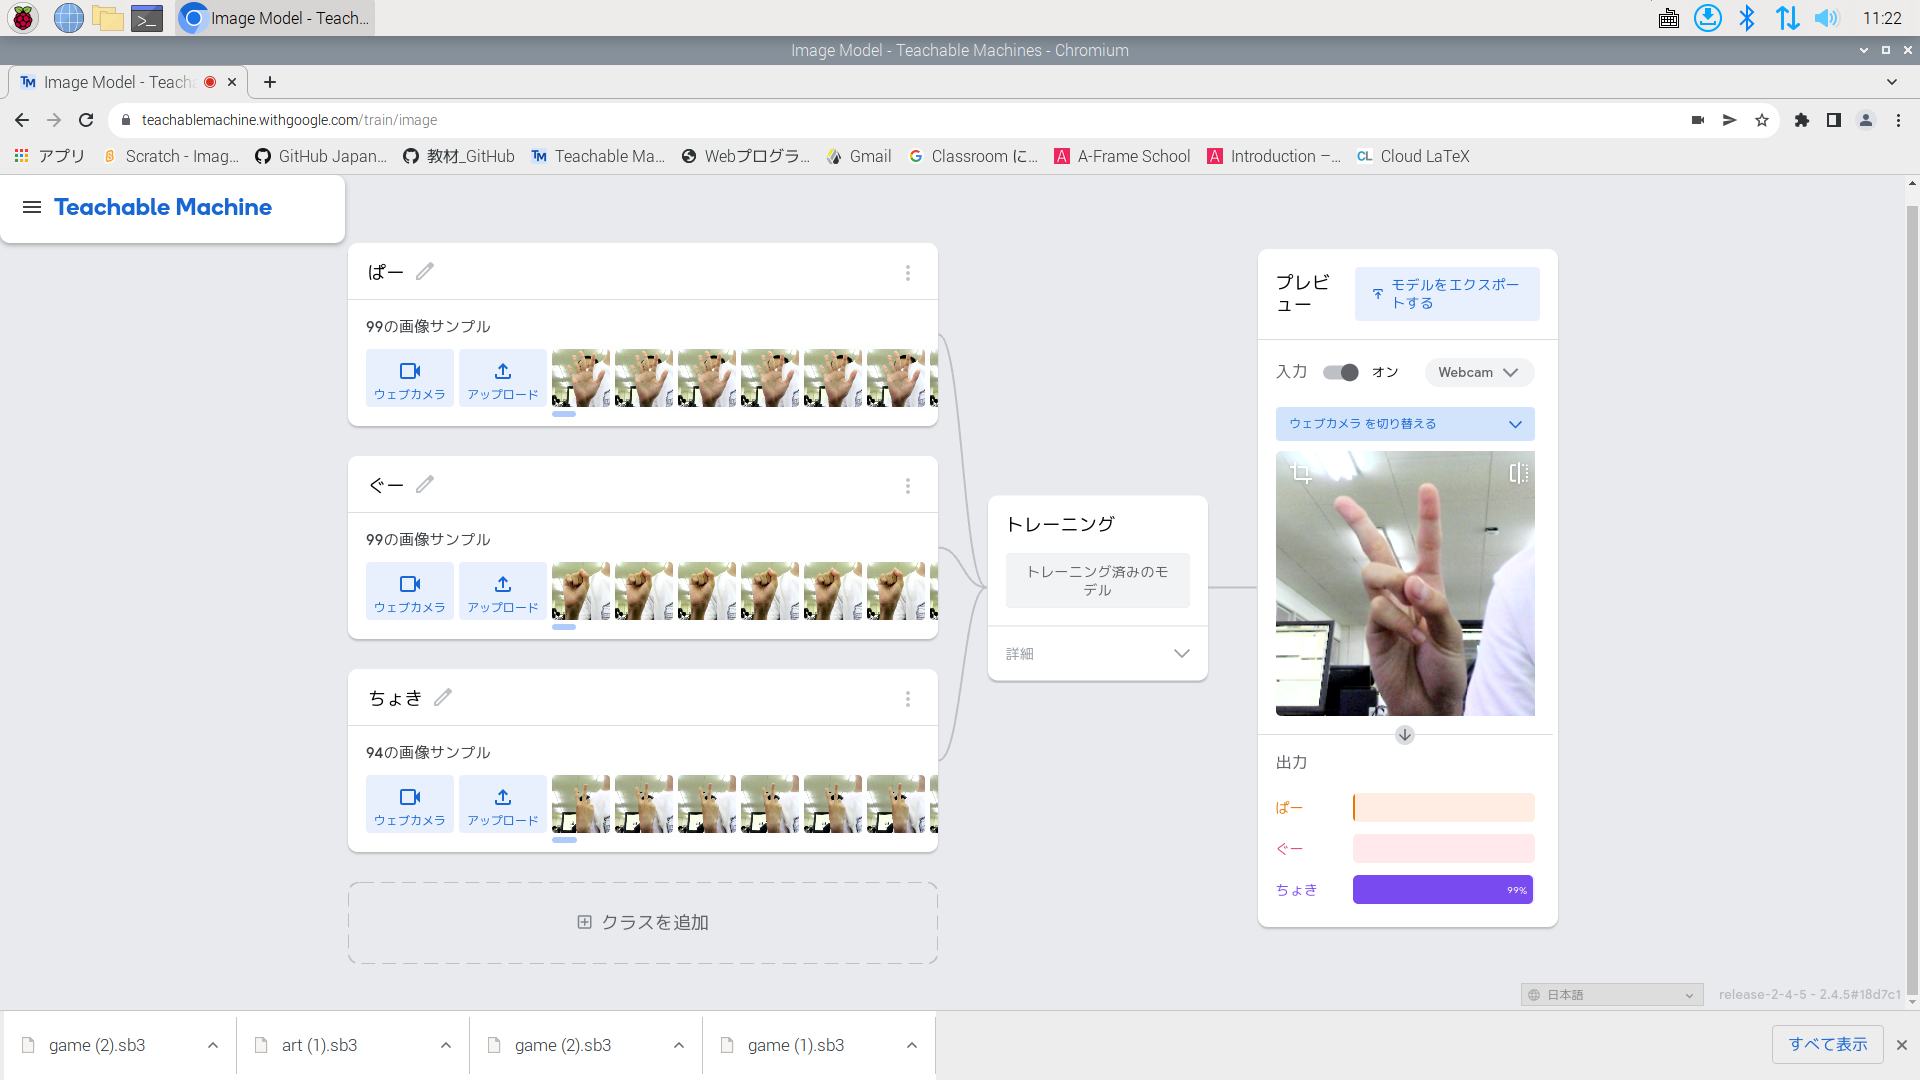 Image Model - Teach...
11:22
Image Model - Teachable Machines - Chromium
Image Model - Teach
teachablemachine.withgoogle.com/train/image
アプリ
Scratch - Imag...
GitHub Japan...
教材_GitHub
Teachable Ma...
Webプログラ...
Gmail
Classroom に...
A-Frame School
Introduction –...
Cloud LaTeX
Teachable Machine
ぱー
99の画像サンプル
ウェブカメラ
アップロード
ぐー
99の画像サンプル
ウェブカメラ
アップロード
ちょき
94の画像サンプル
ウェブカメラ
アップロード
クラスを追加
トレーニング
トレーニング済みのモ
デル
詳細
プレビ
ュー
モデルをエクスポー
トする
入力
オン
Webcam
ウェブカメラ を切り替える
出力
ぱー
ぐー
ちょき
99%
日本語
release-2-4-5 - 2.4.5#18d7c1
game (2).sb3
art (1).sb3
game (2).sb3
game (1).sb3
すべて表示